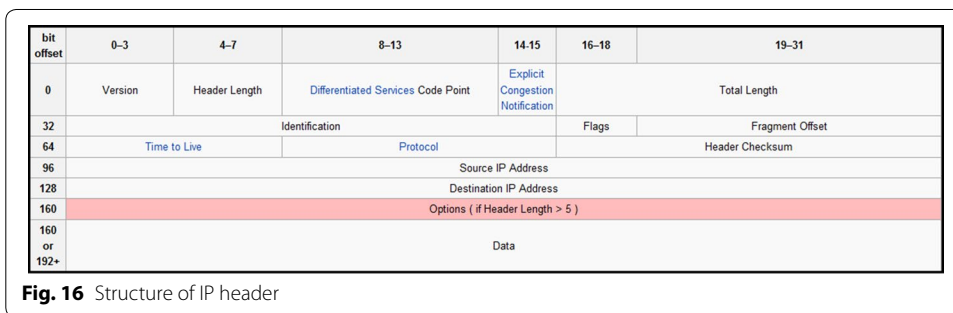 bit offset 0–3 4–7 8–13 14-15 16–18 19–31
0 Version Header Length Differentiated Services Code Point Explicit Congestion Notification Total Length
32 Identification Flags Fragment Offset
64 Time to Live Protocol Header Checksum
96 Source IP Address
128 Destination IP Address
160 Options ( if Header Length > 5 )
160 or 192+ Data
Fig. 16 Structure of IP header